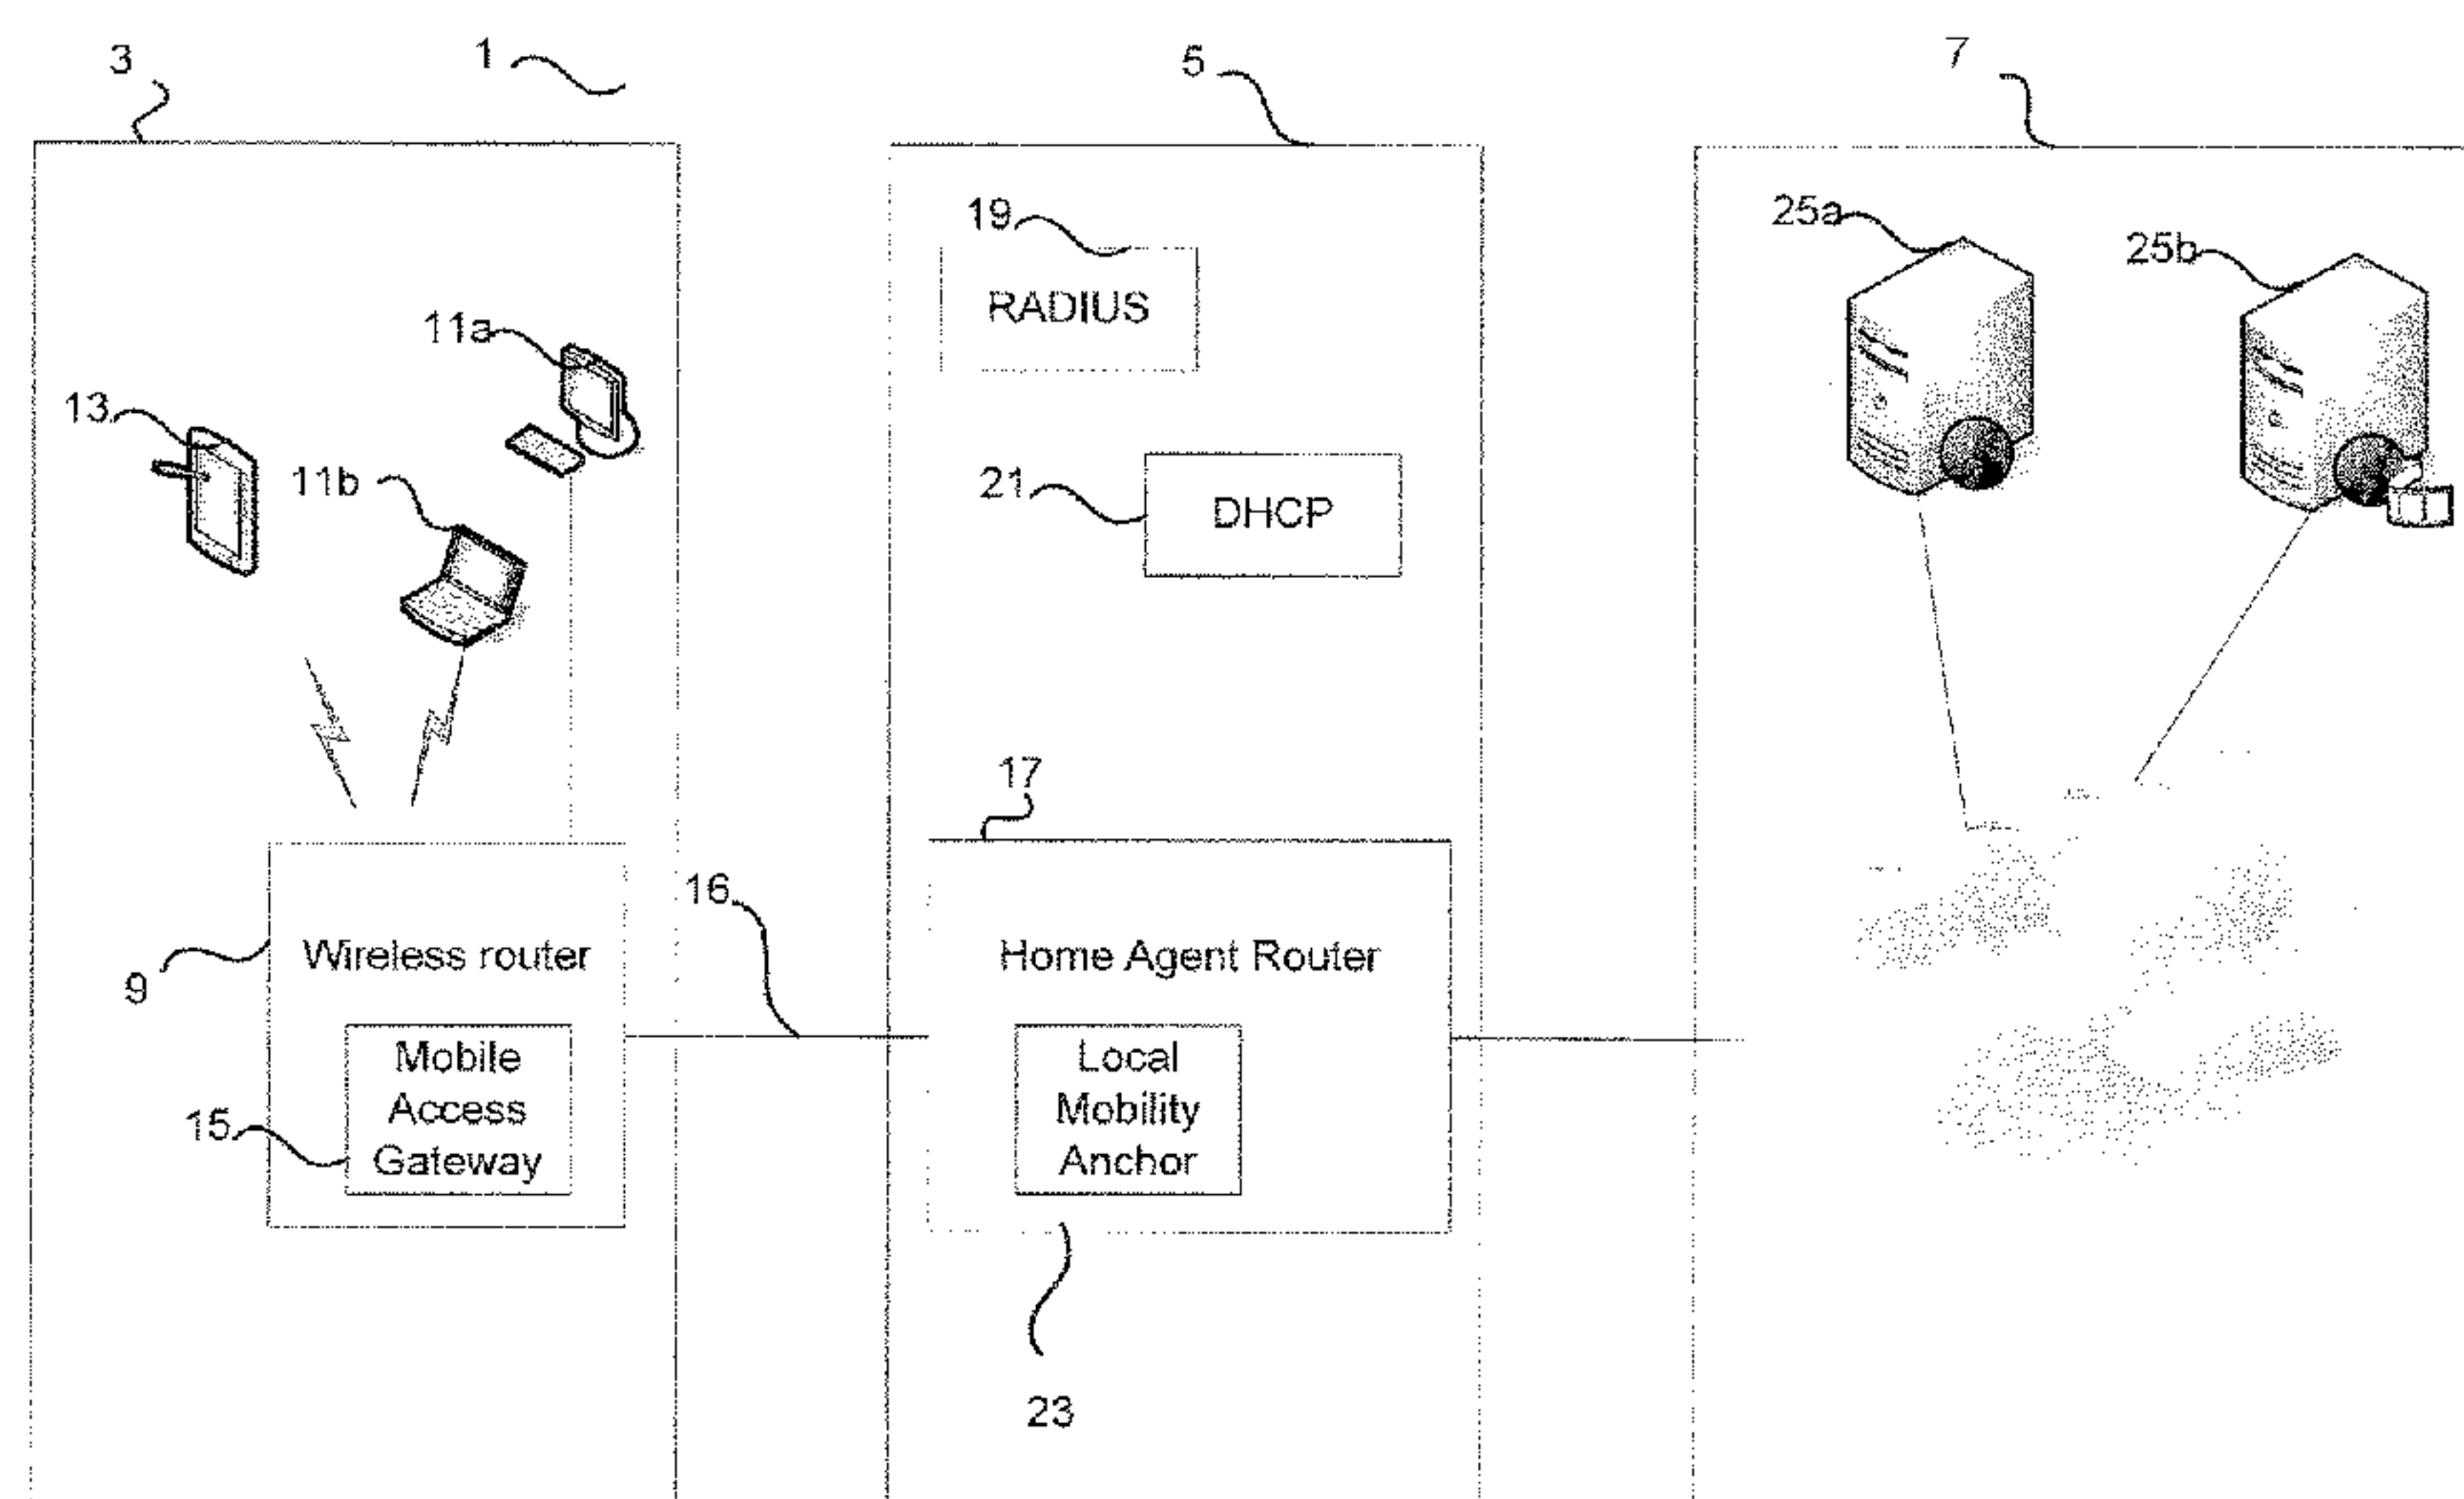 3
1
5
7
19
25a
25b
RADIUS
11a
13
11b
21
DHCP
17
16
9
Wireless router
Home Agent Router
15
Mobile
Access
Gateway
Local
Mobility
Anchor
23